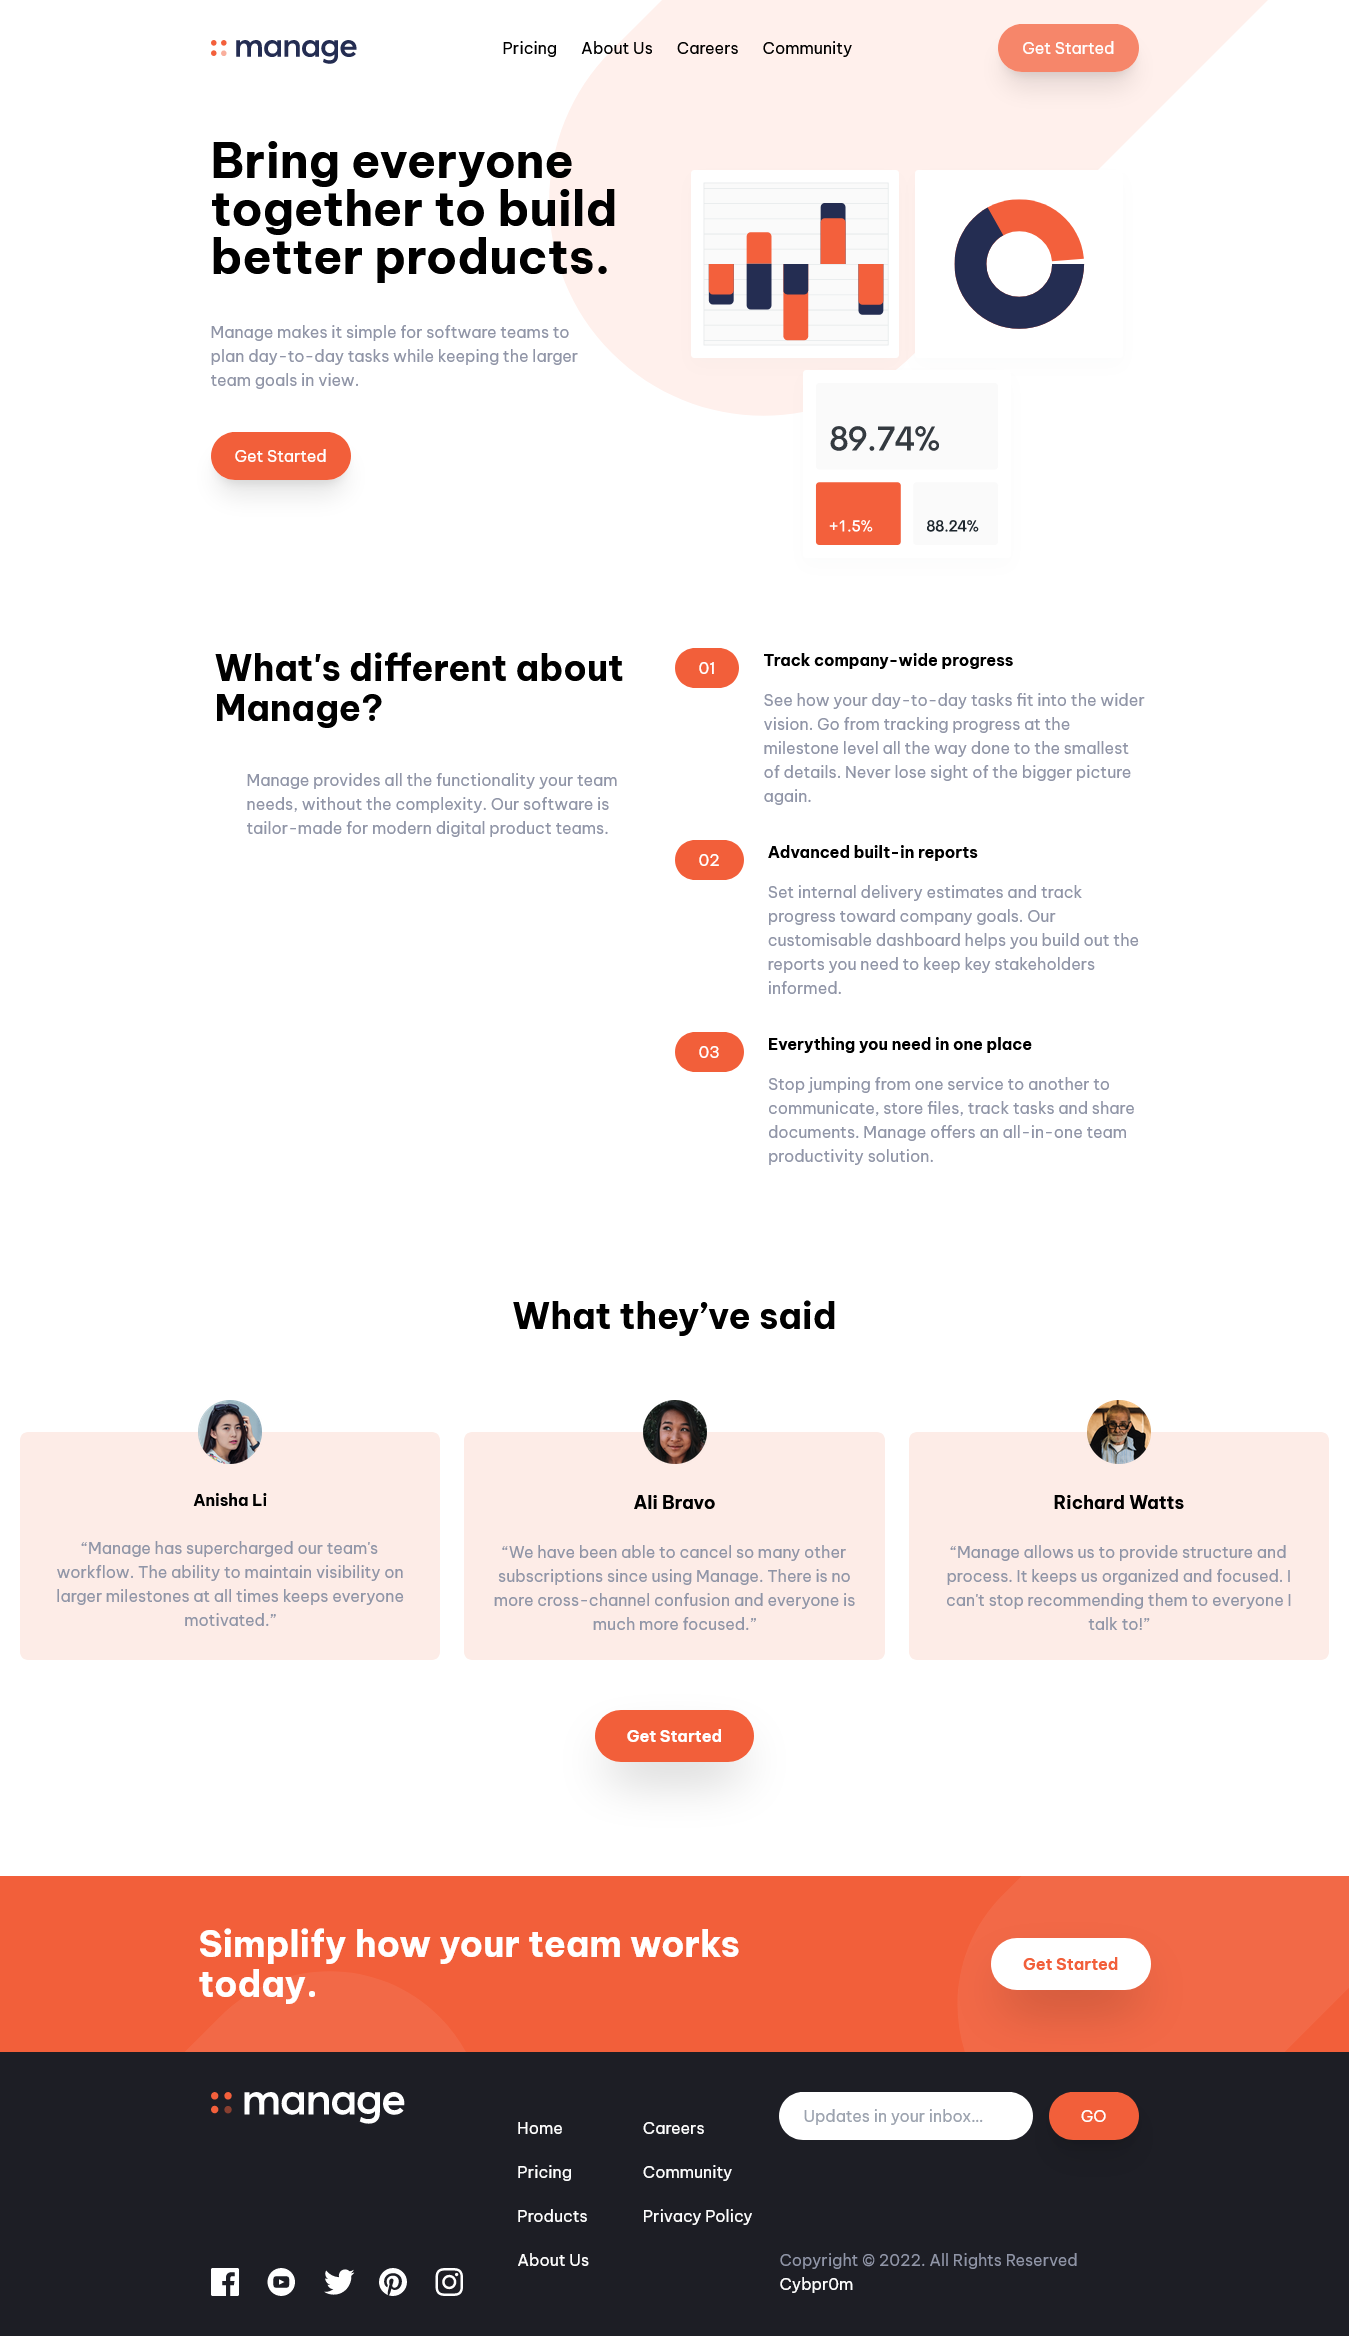 manage
Pricing
About Us
Careers
Community
Get Started
Bring everyone
together to build
better products.
Manage makes it simple for software teams to
plan day-to-day tasks while keeping the larger
team goals in view.
Get Started
89.74%
+1.5%
88.24%
What's different about
Manage?
Manage provides all the functionality your team
needs, without the complexity. Our software is
tailor-made for modern digital product teams.
01
Track company-wide progress
See how your day-to-day tasks fit into the wider
vision. Go from tracking progress at the
milestone level all the way done to the smallest
of details. Never lose sight of the bigger picture
again.
02
Advanced built-in reports
Set internal delivery estimates and track
progress toward company goals. Our
customisable dashboard helps you build out the
reports you need to keep key stakeholders
informed.
03
Everything you need in one place
Stop jumping from one service to another to
communicate, store files, track tasks and share
documents. Manage offers an all-in-one team
productivity solution.
What they’ve said
Anisha Li
“Manage has supercharged our team's
workflow. The ability to maintain visibility on
larger milestones at all times keeps everyone
motivated.”
Ali Bravo
“We have been able to cancel so many other
subscriptions since using Manage. There is no
more cross-channel confusion and everyone is
much more focused.”
Richard Watts
“Manage allows us to provide structure and
process. It keeps us organized and focused. I
can't stop recommending them to everyone I
talk to!”
Get Started
Simplify how your team works
today.
Get Started
manage
Home
Pricing
Products
About Us
Careers
Community
Privacy Policy
Updates in your inbox...
GO
Copyright © 2022. All Rights Reserved
Cybpr0m